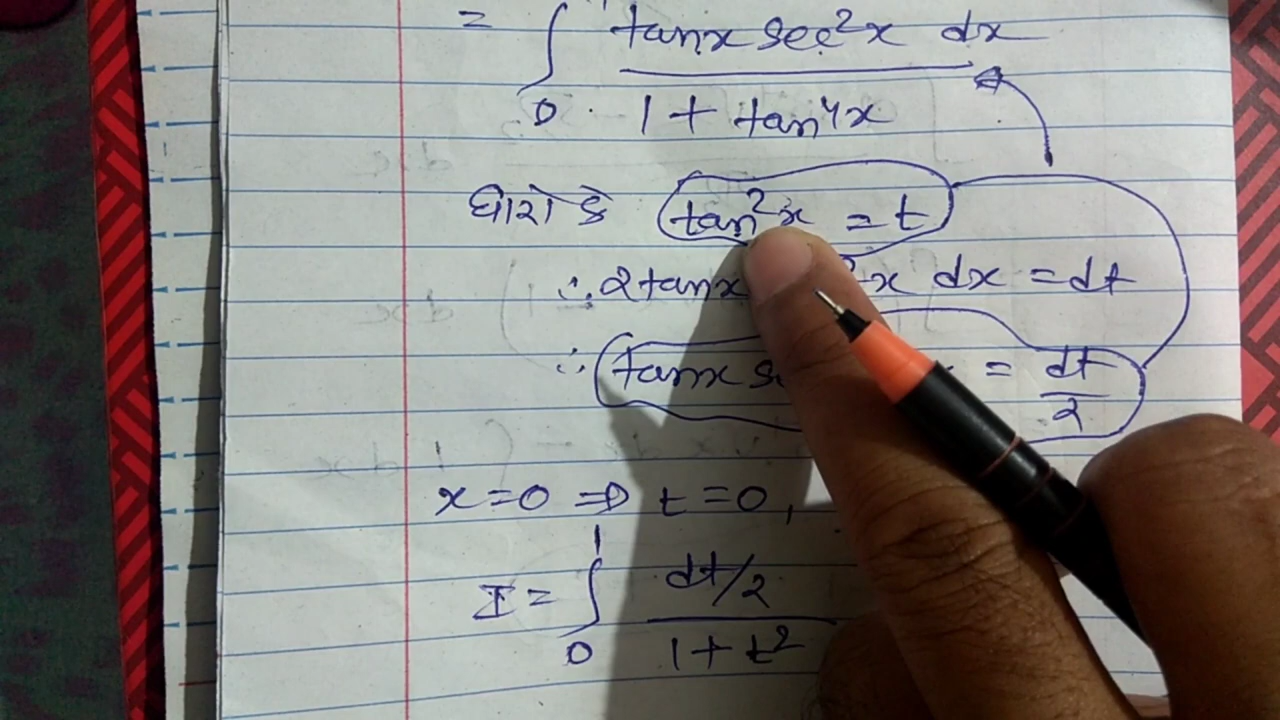 = ∫ tanx sec²x dx
0 1 + tan⁴x
धारो के tan²x = t
∴ 2tanx ²x dx = dt
∴ tanx = dt/2
x=0 ⇒ t=0,
I = ∫ 1 dt/2
0 1+t²